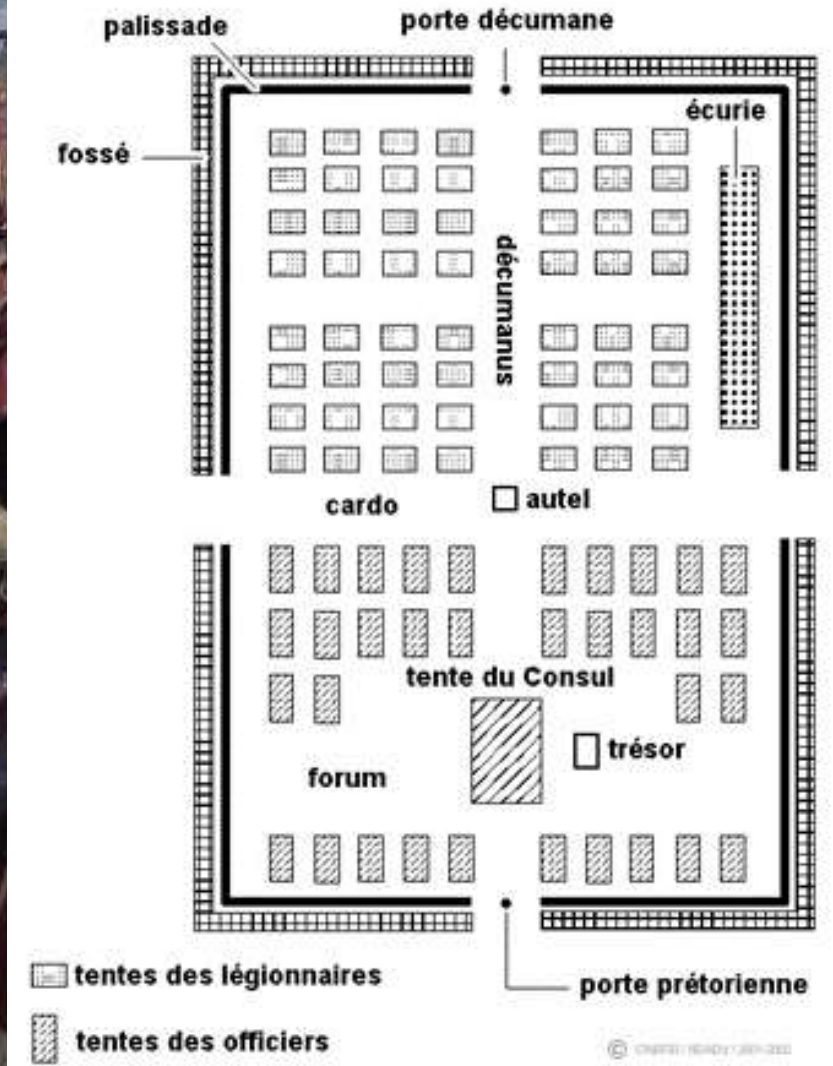 porte décumane
palissade
écurie
fossé
décumanus
cardo
autel
tente du Consul
trésor
forum
tentes des légionnaires
porte prétorienne
tentes des officiers
©